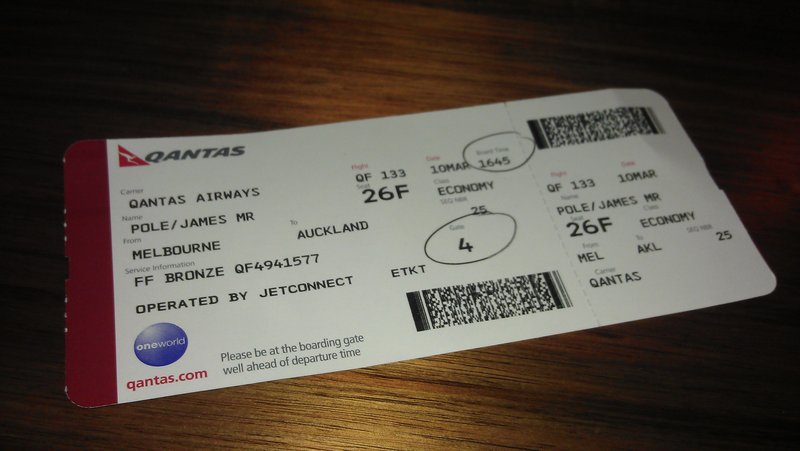 QANTAS
Carrier
QANTAS AIRWAYS
Name
POLE/JAMES MR
From To
MELBOURNE AUCKLAND
Service Information
FF BRONZE QF4941577
OPERATED BY JETCONNECT ETKT
Flight Date Board Time
QF 133 10MAR 1645
Seat Class
26F ECONOMY
SEQ NBR
25
Gate
4
oneworld
qantas.com
Please be at the boarding gate
well ahead of departure time
Flight Date
QF 133 10MAR
Name
POLE/JAMES MR
Seat Class
26F ECONOMY
From To SEQ NBR
MEL AKL 25
Carrier
QANTAS